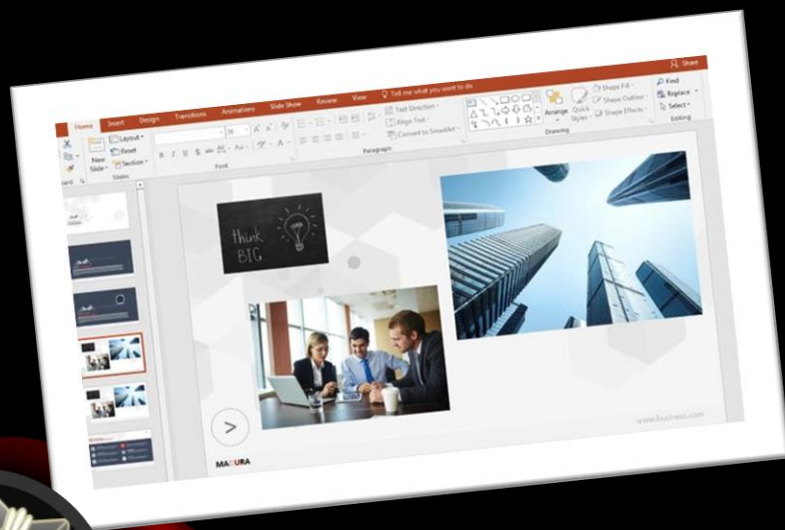 Share
Home Insert Design Transitions Animations Slide Show Review View Tell me what you want to do
Layout
Reset
Section
New
Slide
Slides
Font
Text Direction
Align Text
Convert to SmartArt
Paragraph
Arrange Quick
Styles
Shape Fill
Shape Outline
Shape Effects
Drawing
Find
Replace
Select
Editing
think
BIG
>
www.business.com